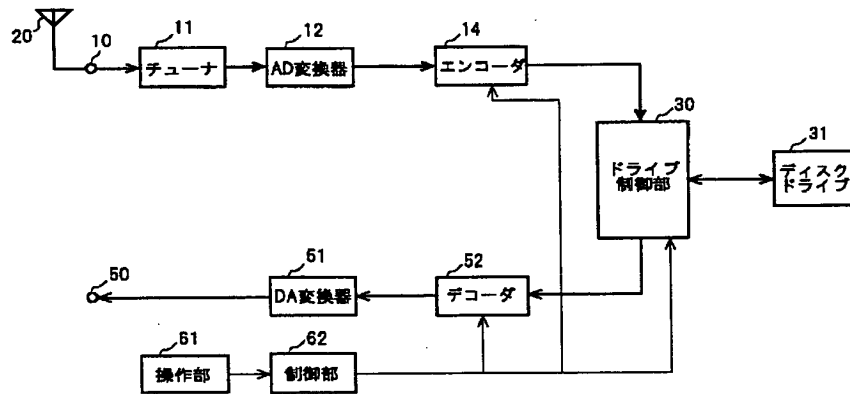 20
10
11
チューナ
12
AD変換器
14
エンコーダ
30
ドライブ
制御部
31
ディスク
ドライブ
50
51
DA変換器
52
デコーダ
61
操作部
62
制御部